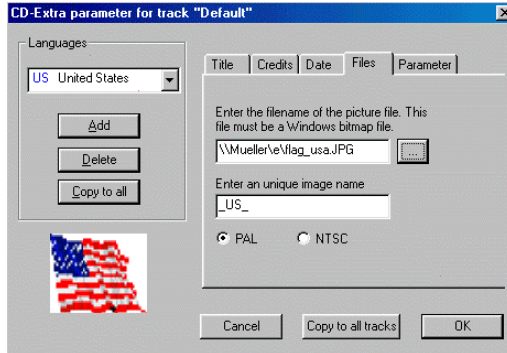 CD-Extra parameter for track "Default"
Languages
US United States
Add
Delete
Copy to all
Title Credits Date Files Parameter
Enter the filename of the picture file. This
file must be a Windows bitmap file.
\\Mueller\e\flag_usa.JPG
...
Enter an unique image name
_US_
PAL NTSC
Cancel Copy to all tracks OK